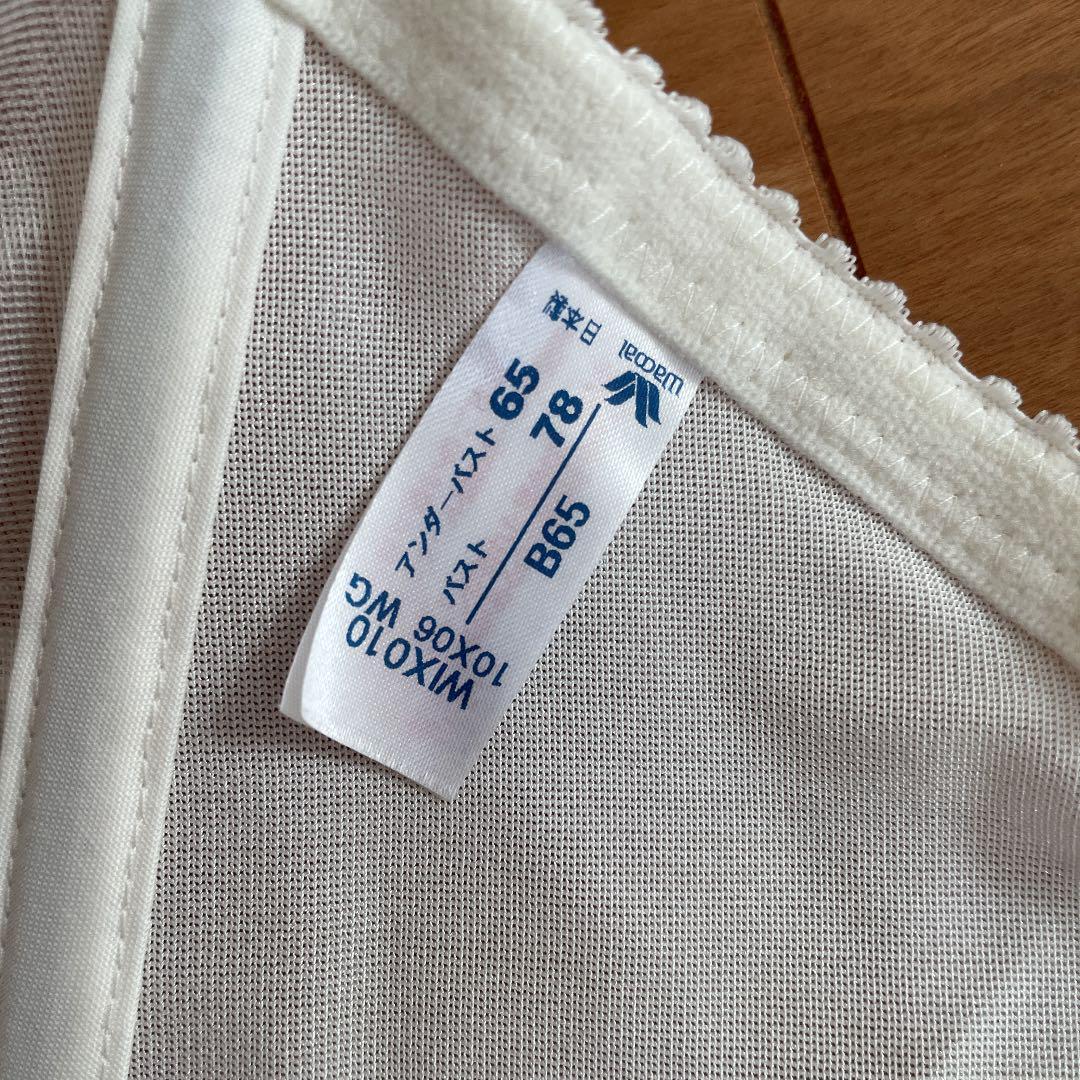 Wacoal
日本製
アンダーバスト 65
バスト 78
B65
WIX010
10X06 WG